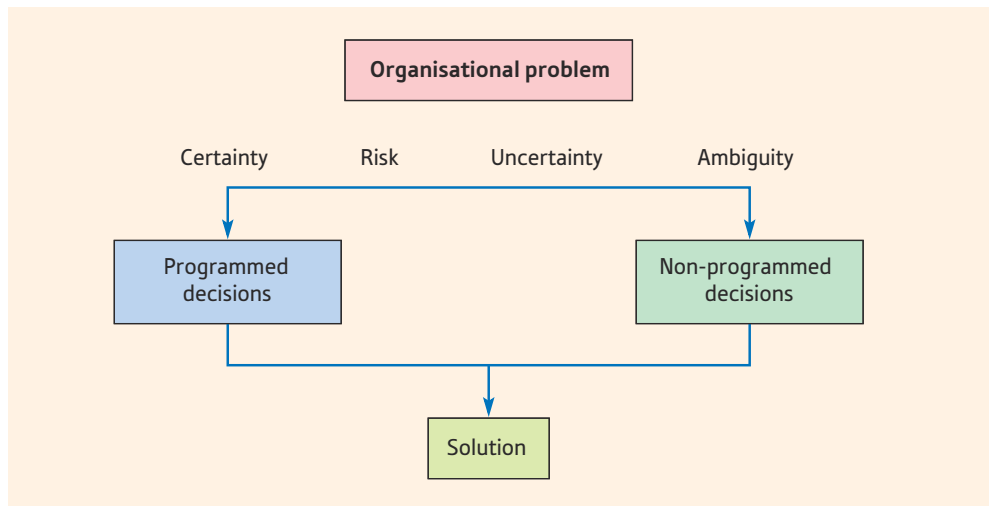 Organisational problem
Certainty Risk Uncertainty Ambiguity
Programmed
decisions
Non-programmed
decisions
Solution